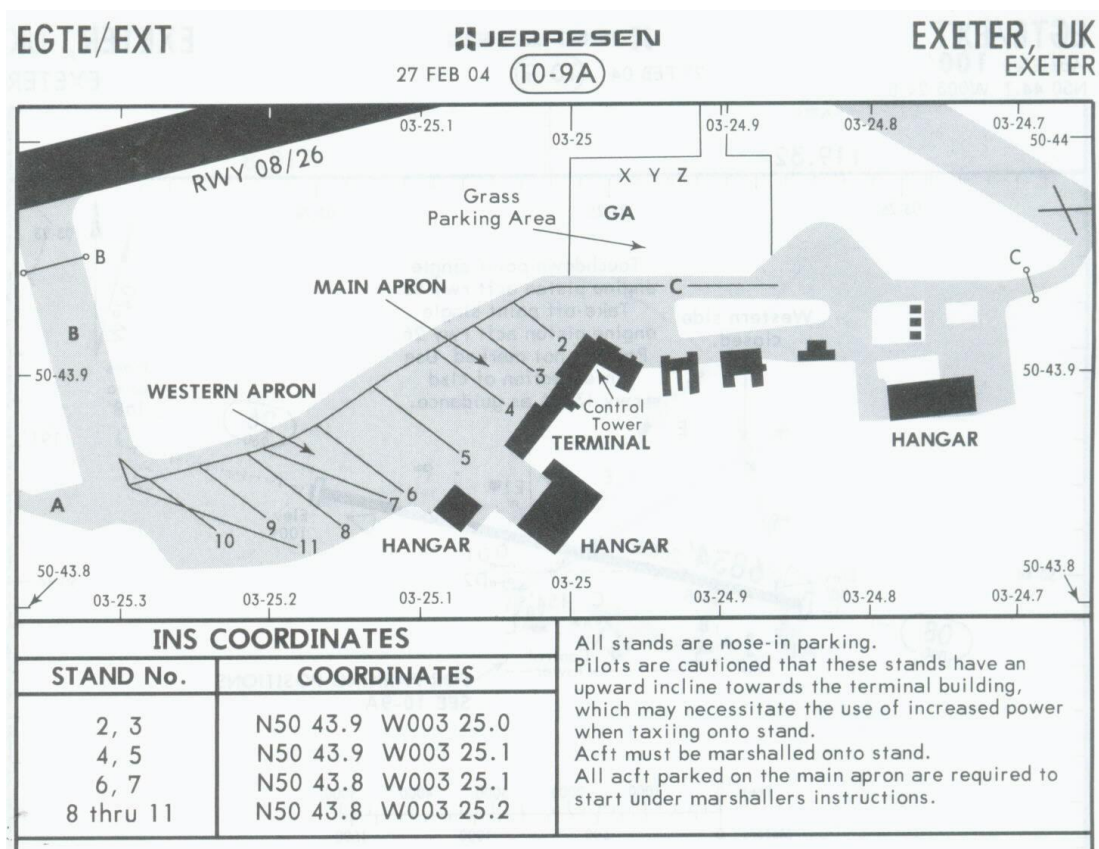 EGTE/EXT
JEPPESEN
EXETER, UK
27 FEB 04
10-9A
EXETER
03-25.1
03-25
03-24.9
03-24.8
03-24.7
50-44
RWY 08/26
X Y Z
Grass
Parking Area
GA
B
C
MAIN APRON
C
B
2
50-43.9
3
50-43.9
WESTERN APRON
4
Control
Tower
TERMINAL
HANGAR
5
6
7
A
9
8
10
11
HANGAR
HANGAR
50-43.8
50-43.8
03-25.3
03-25.2
03-25.1
03-25
03-24.9
03-24.8
03-24.7
INS COORDINATES
STAND No. COORDINATES
2, 3 N50 43.9 W003 25.0
4, 5 N50 43.9 W003 25.1
6, 7 N50 43.8 W003 25.1
8 thru 11 N50 43.8 W003 25.2
All stands are nose-in parking.
Pilots are cautioned that these stands have an
upward incline towards the terminal building,
which may necessitate the use of increased power
when taxiing onto stand.
Acft must be marshalled onto stand.
All acft parked on the main apron are required to
start under marshallers instructions.